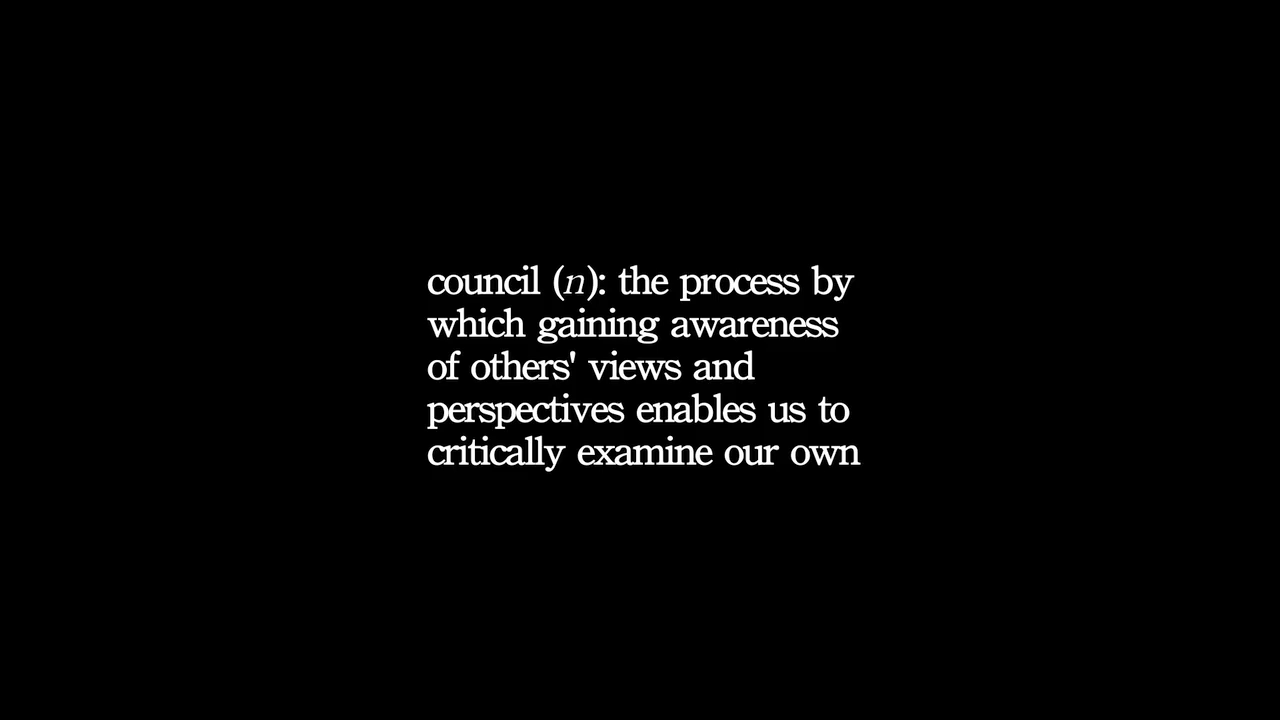 council (n): the process by
which gaining awareness
of others' views and
perspectives enables us to
critically examine our own